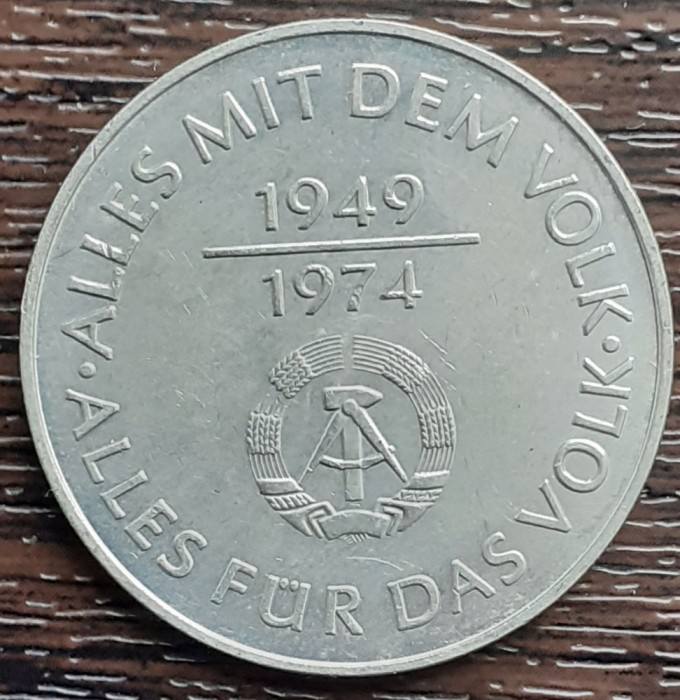 ALLES MIT DEM VOLK
1949
1974
ALLES FÜR DAS VOLK